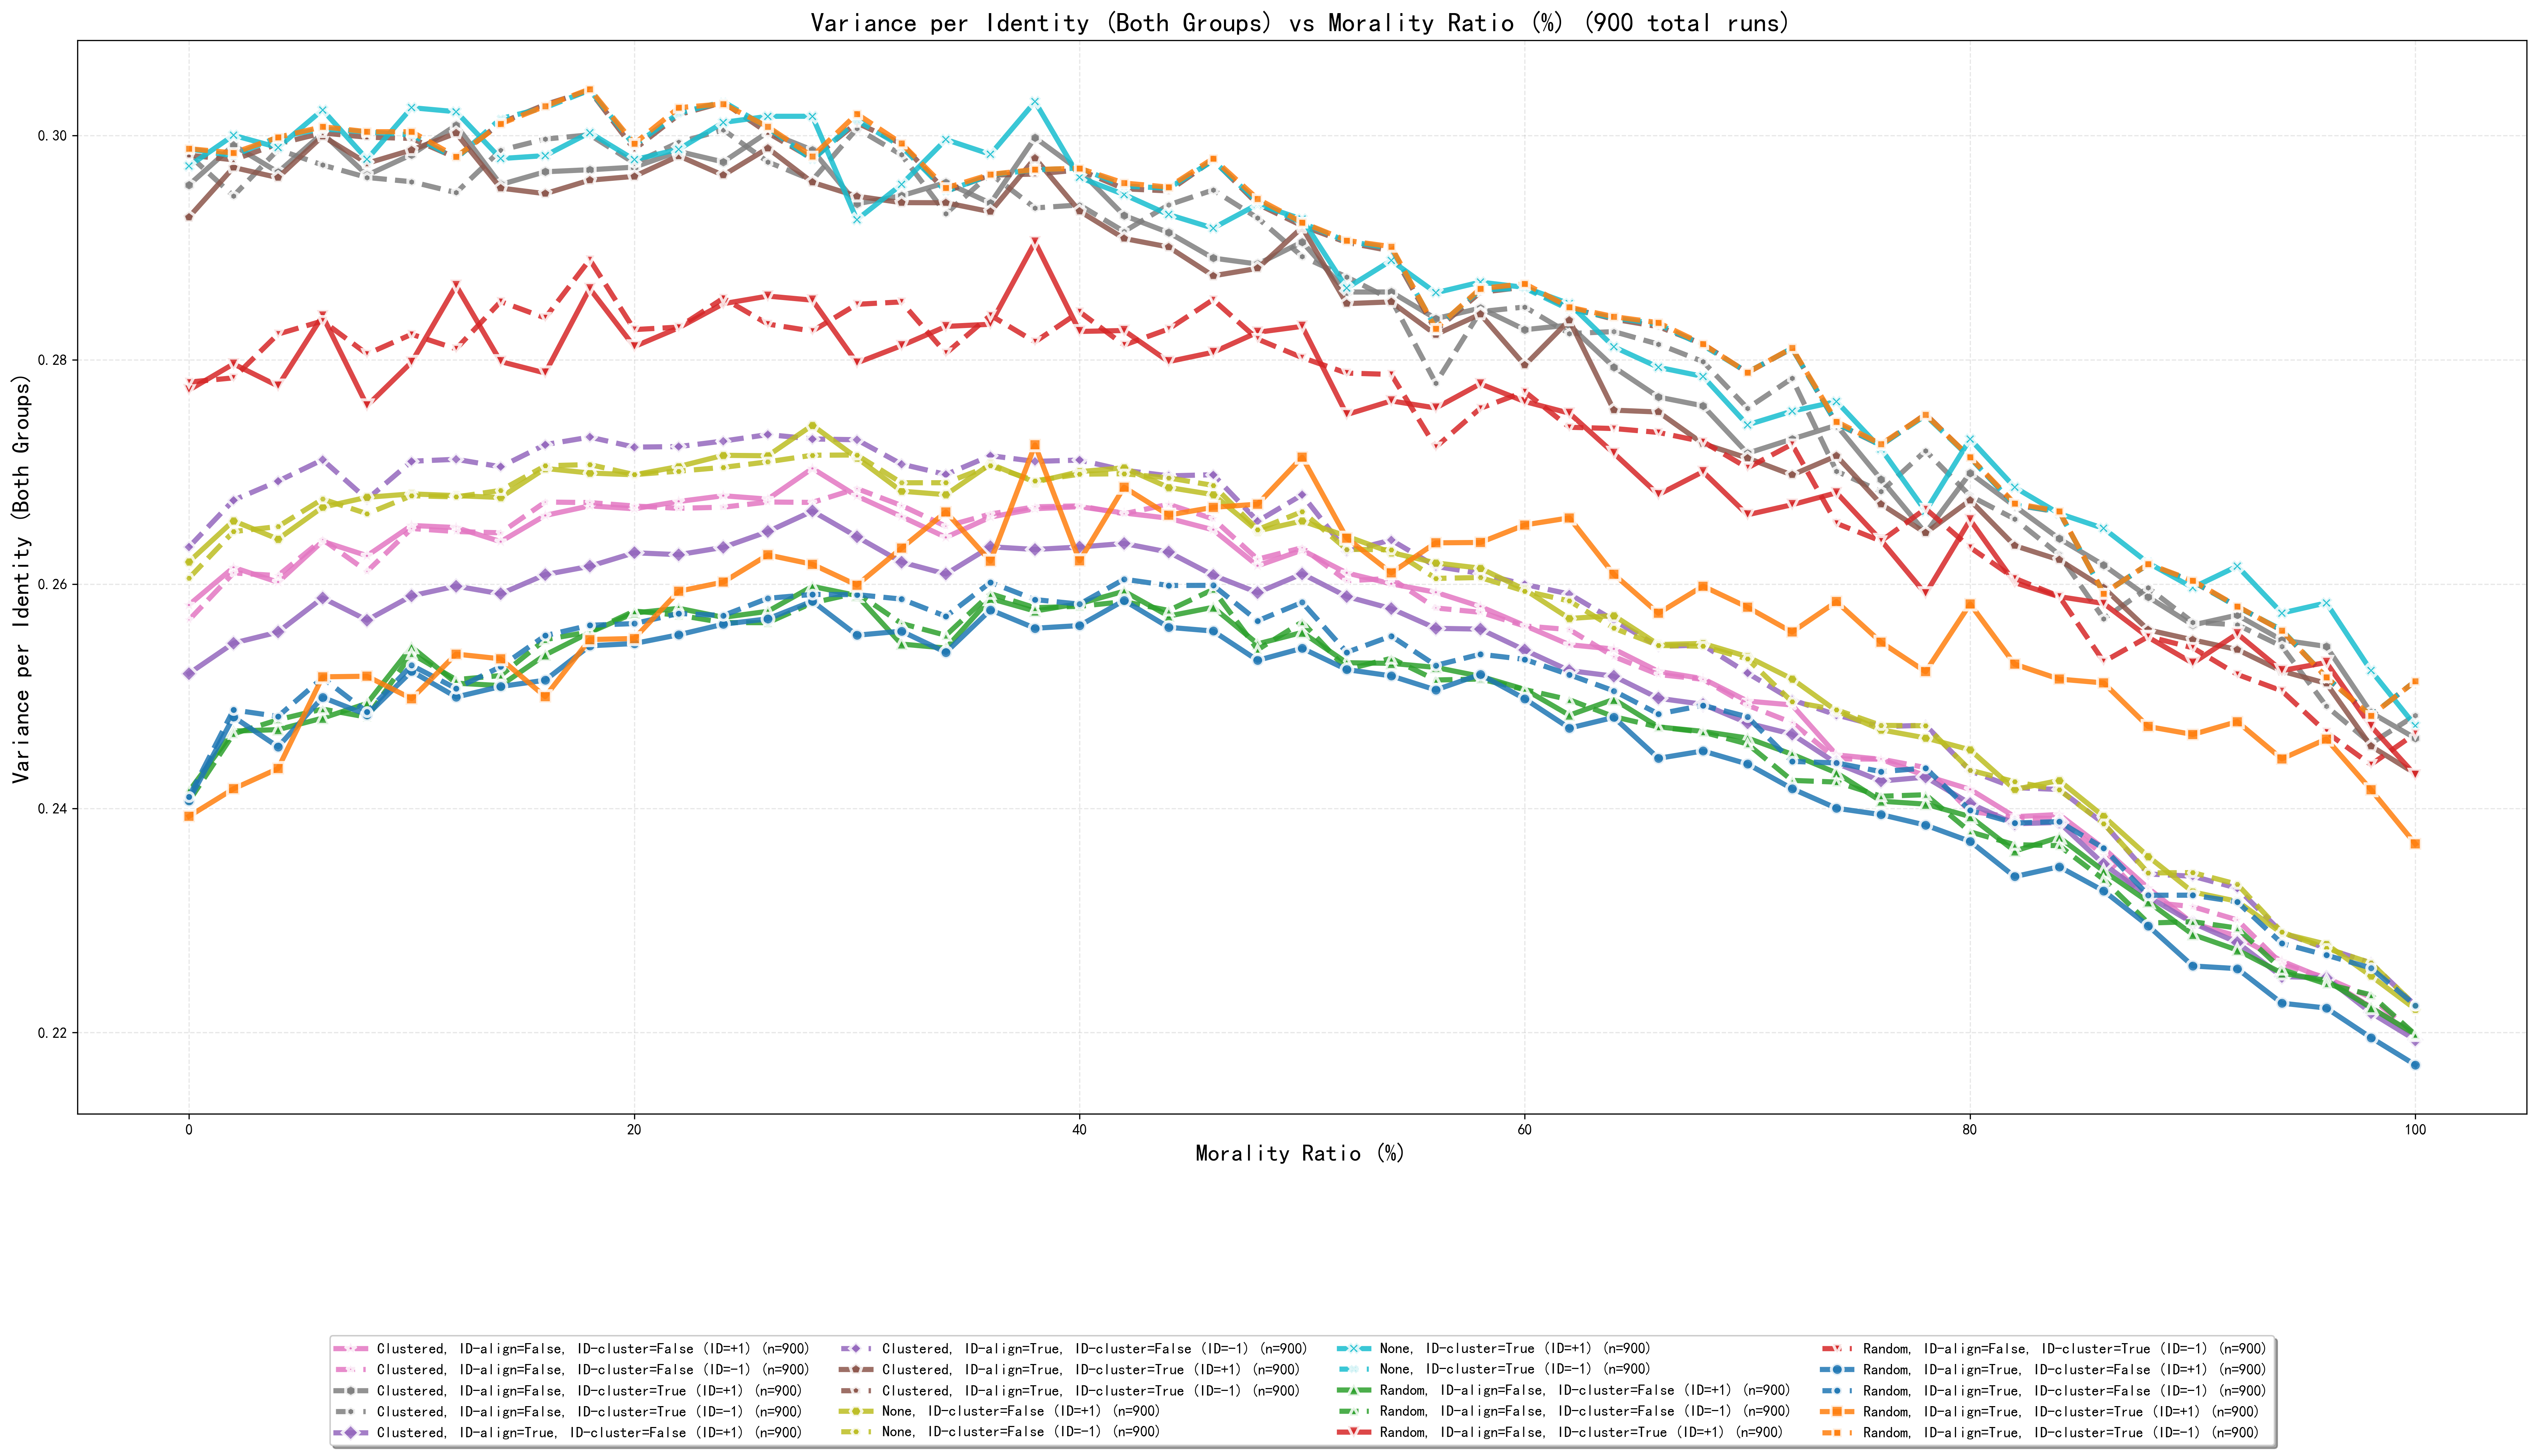 Variance per Identity (Both Groups) vs Morality Ratio (%) (900 total runs)
Variance per Identity (Both Groups)
0.30
0.28
0.26
0.24
0.22
0
20
40
60
80
100
Morality Ratio (%)
Clustered, ID-align=False, ID-cluster=False (ID=+1) (n=900)
Clustered, ID-align=False, ID-cluster=False (ID=-1) (n=900)
Clustered, ID-align=False, ID-cluster=True (ID=+1) (n=900)
Clustered, ID-align=False, ID-cluster=True (ID=-1) (n=900)
Clustered, ID-align=True, ID-cluster=False (ID=+1) (n=900)
Clustered, ID-align=True, ID-cluster=False (ID=-1) (n=900)
Clustered, ID-align=True, ID-cluster=True (ID=+1) (n=900)
Clustered, ID-align=True, ID-cluster=True (ID=-1) (n=900)
None, ID-cluster=False (ID=+1) (n=900)
None, ID-cluster=False (ID=-1) (n=900)
None, ID-cluster=True (ID=+1) (n=900)
None, ID-cluster=True (ID=-1) (n=900)
Random, ID-align=False, ID-cluster=False (ID=+1) (n=900)
Random, ID-align=False, ID-cluster=False (ID=-1) (n=900)
Random, ID-align=False, ID-cluster=True (ID=+1) (n=900)
Random, ID-align=False, ID-cluster=True (ID=-1) (n=900)
Random, ID-align=True, ID-cluster=False (ID=+1) (n=900)
Random, ID-align=True, ID-cluster=False (ID=-1) (n=900)
Random, ID-align=True, ID-cluster=True (ID=+1) (n=900)
Random, ID-align=True, ID-cluster=True (ID=-1) (n=900)